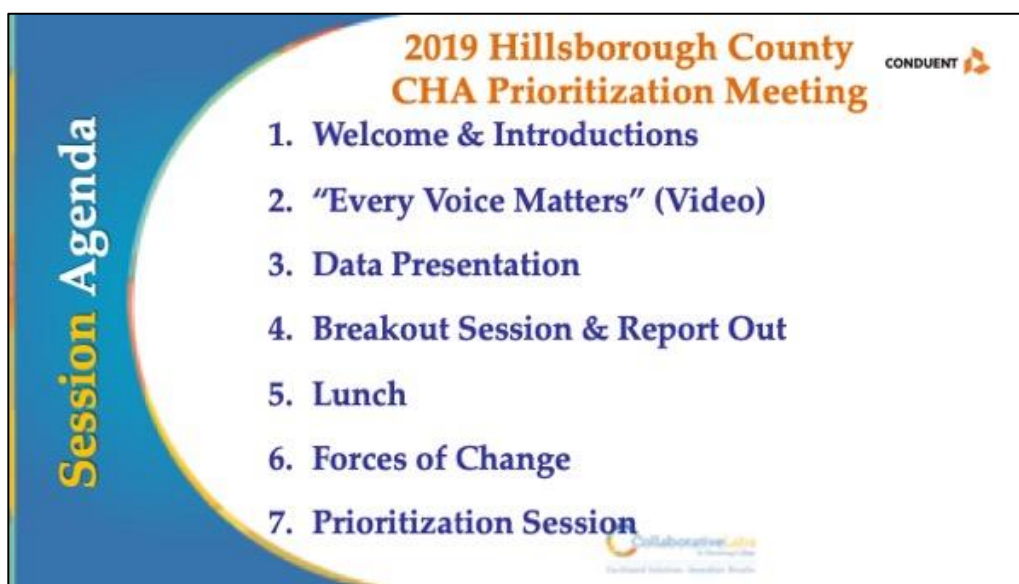 2019 Hillsborough County
CHA Prioritization Meeting
CONDUENT
Session Agenda
1. Welcome & Introductions
2. “Every Voice Matters” (Video)
3. Data Presentation
4. Breakout Session & Report Out
5. Lunch
6. Forces of Change
7. Prioritization Session
CollaborativeLabs